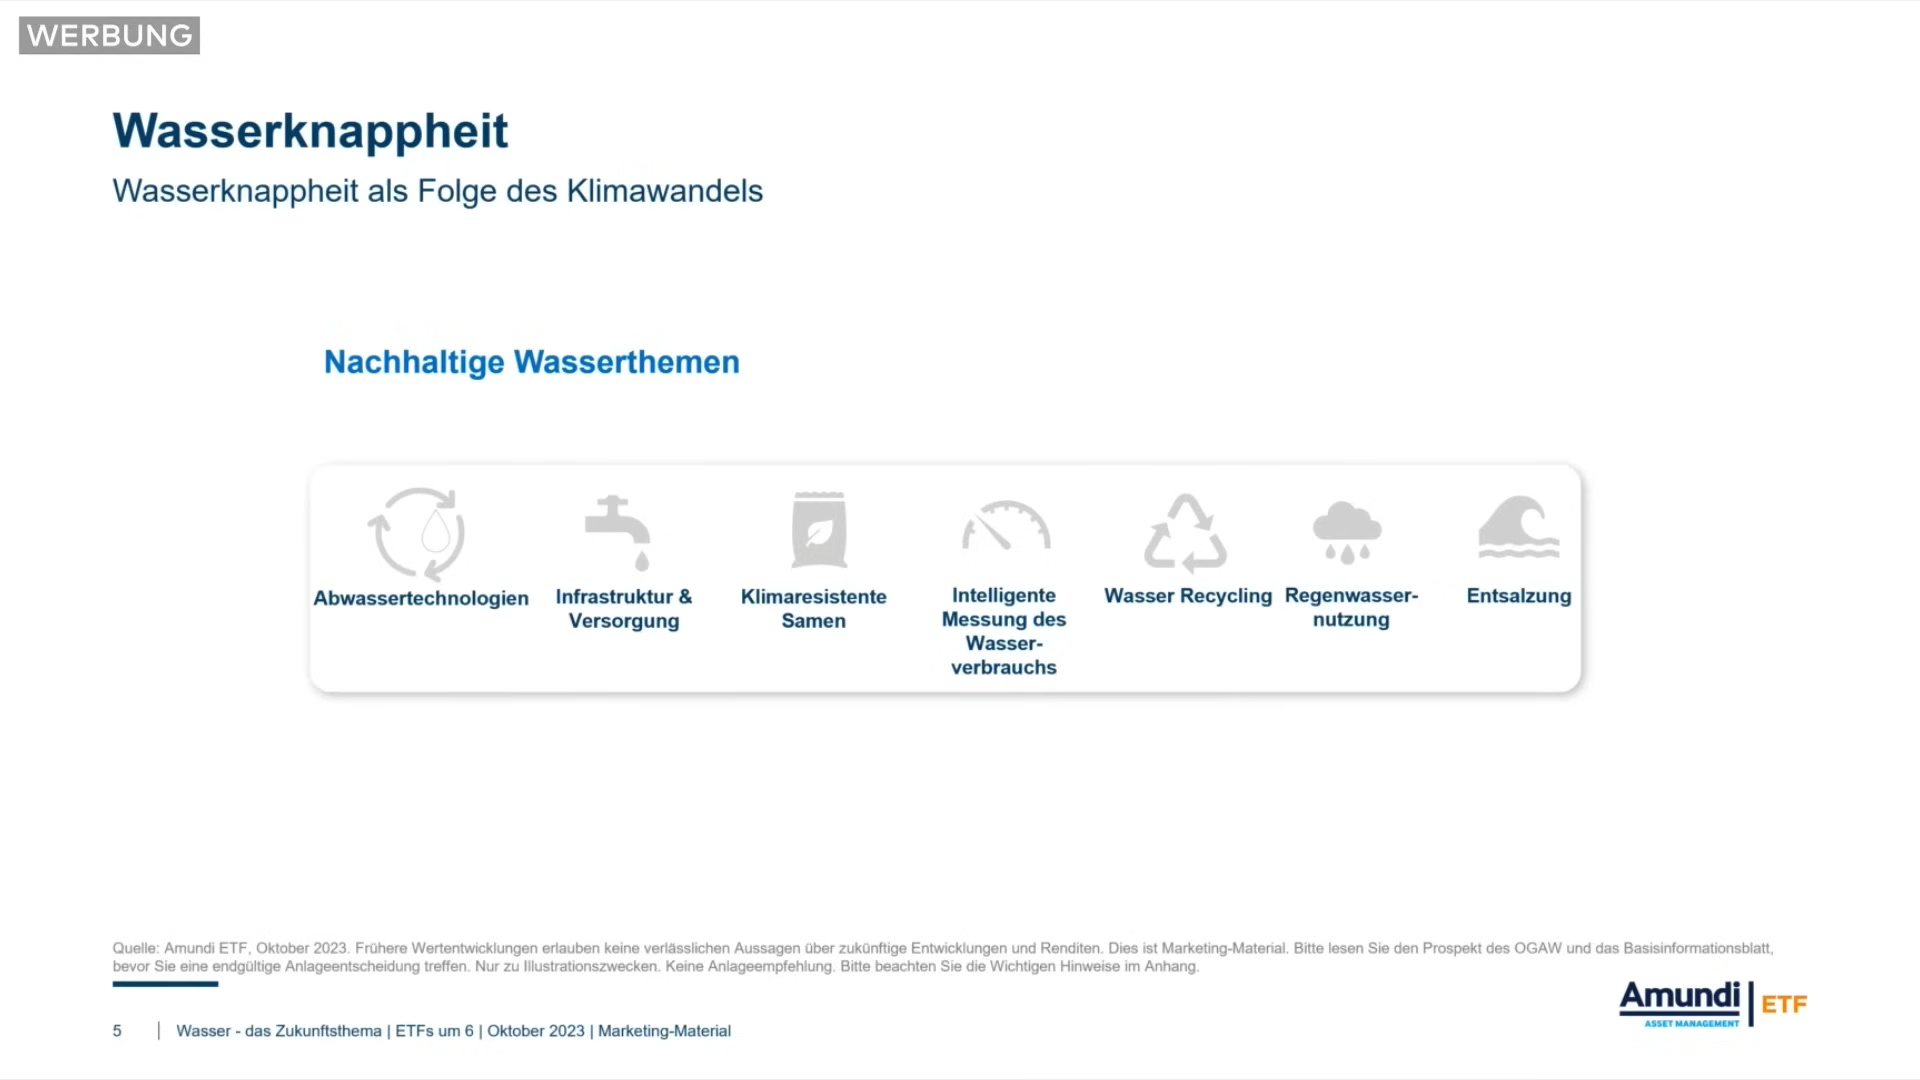 WERBUNG
Wasserknappheit
Wasserknappheit als Folge des Klimawandels
Nachhaltige Wasserthemen
Abwassertechnologien
Infrastruktur &
Versorgung
Klimaresistente
Samen
Intelligente
Messung des
Wasser-
verbrauchs
Wasser Recycling
Regenwasser-
nutzung
Entsalzung
Quelle: Amundi ETF, Oktober 2023. Frühere Wertentwicklungen erlauben keine verlässlichen Aussagen über zukünftige Entwicklungen und Renditen. Dies ist Marketing-Material. Bitte lesen Sie den Prospekt des OGAW und das Basisinformationsblatt,
bevor Sie eine endgültige Anlageentscheidung treffen. Nur zu Illustrationszwecken. Keine Anlageempfehlung. Bitte beachten Sie die Wichtigen Hinweise im Anhang.
5 | Wasser - das Zukunftsthema | ETFs um 6 | Oktober 2023 | Marketing-Material
Amundi | ETF
ASSET MANAGEMENT